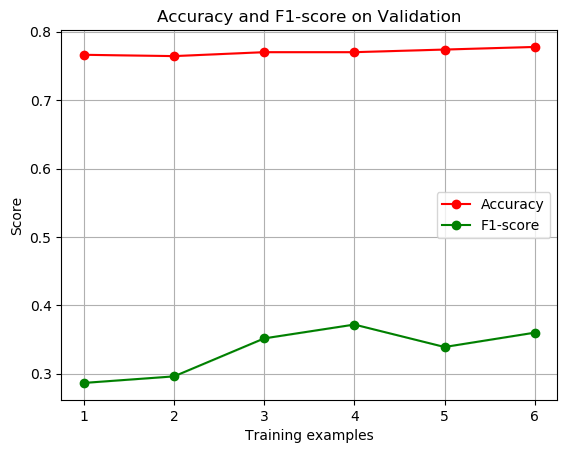 Accuracy and F1-score on Validation
0.8
0.7
0.6
0.5
0.4
0.3
Score
Accuracy
F1-score
1 2 3 4 5 6
Training examples